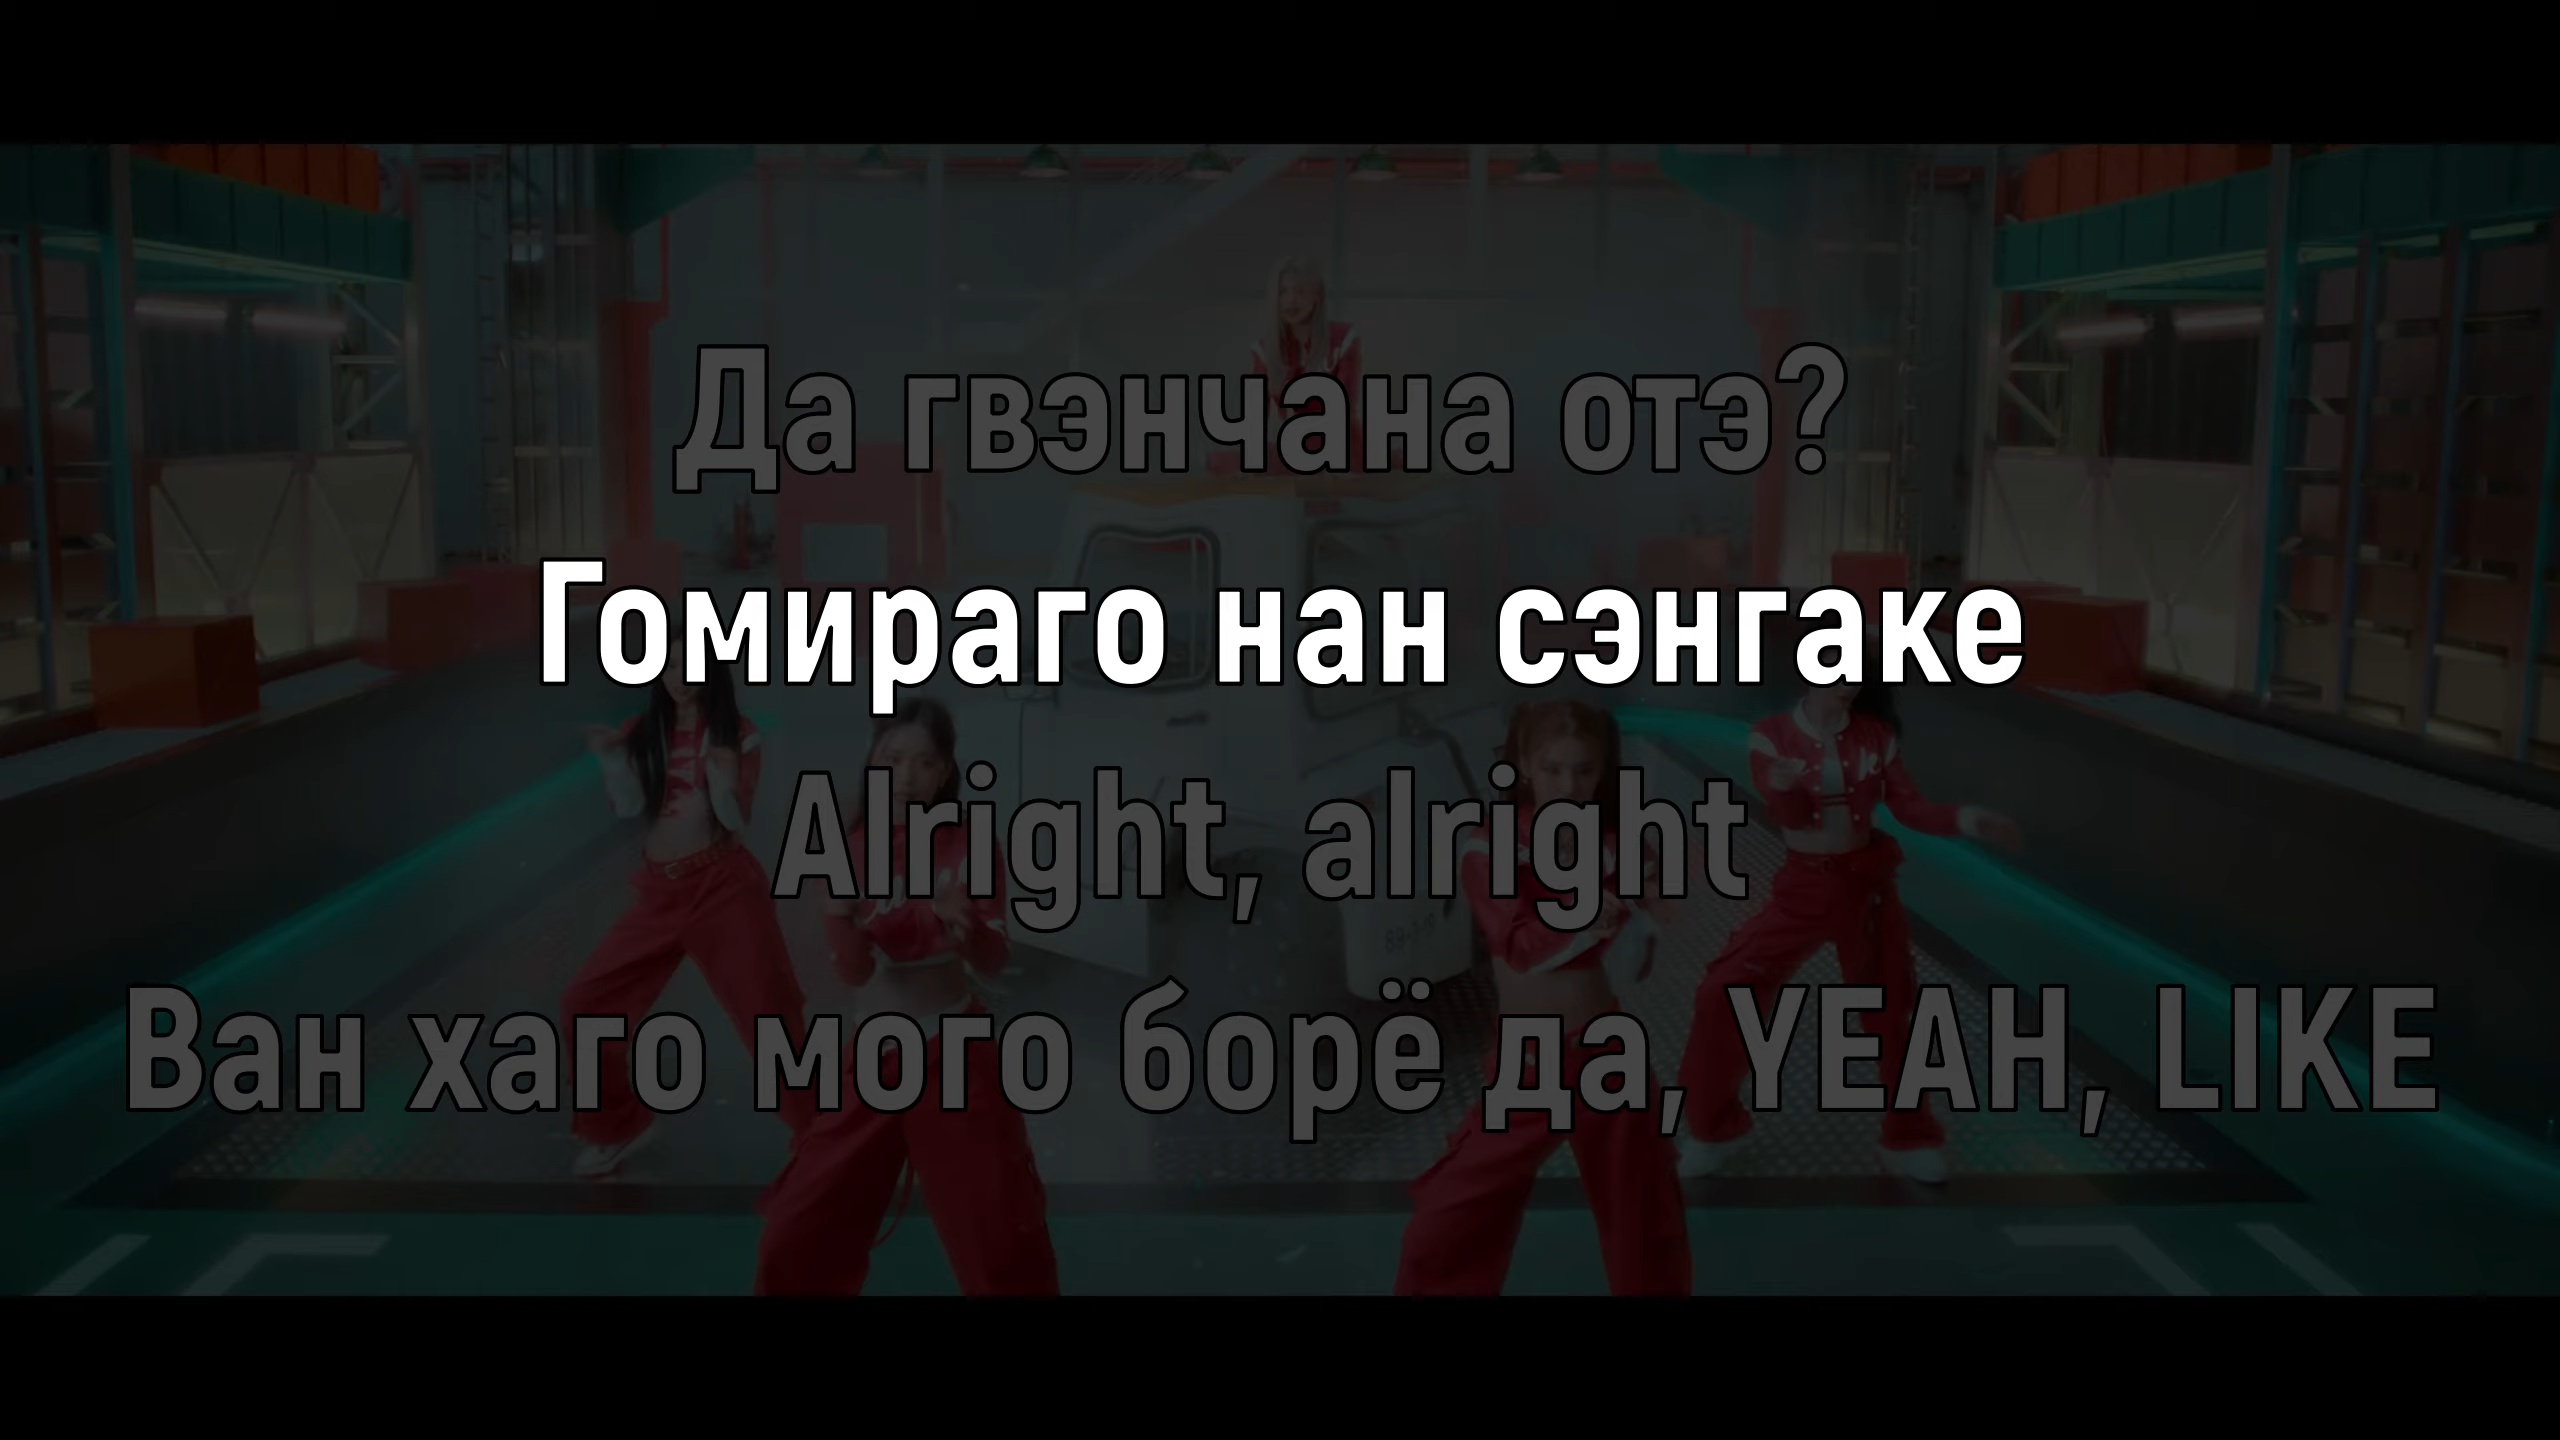 Да гвэнчана отэ?
Гомираго нан сэнгаке
Alright, alright
Ван хаго мого борё да, YEAH, LIKE